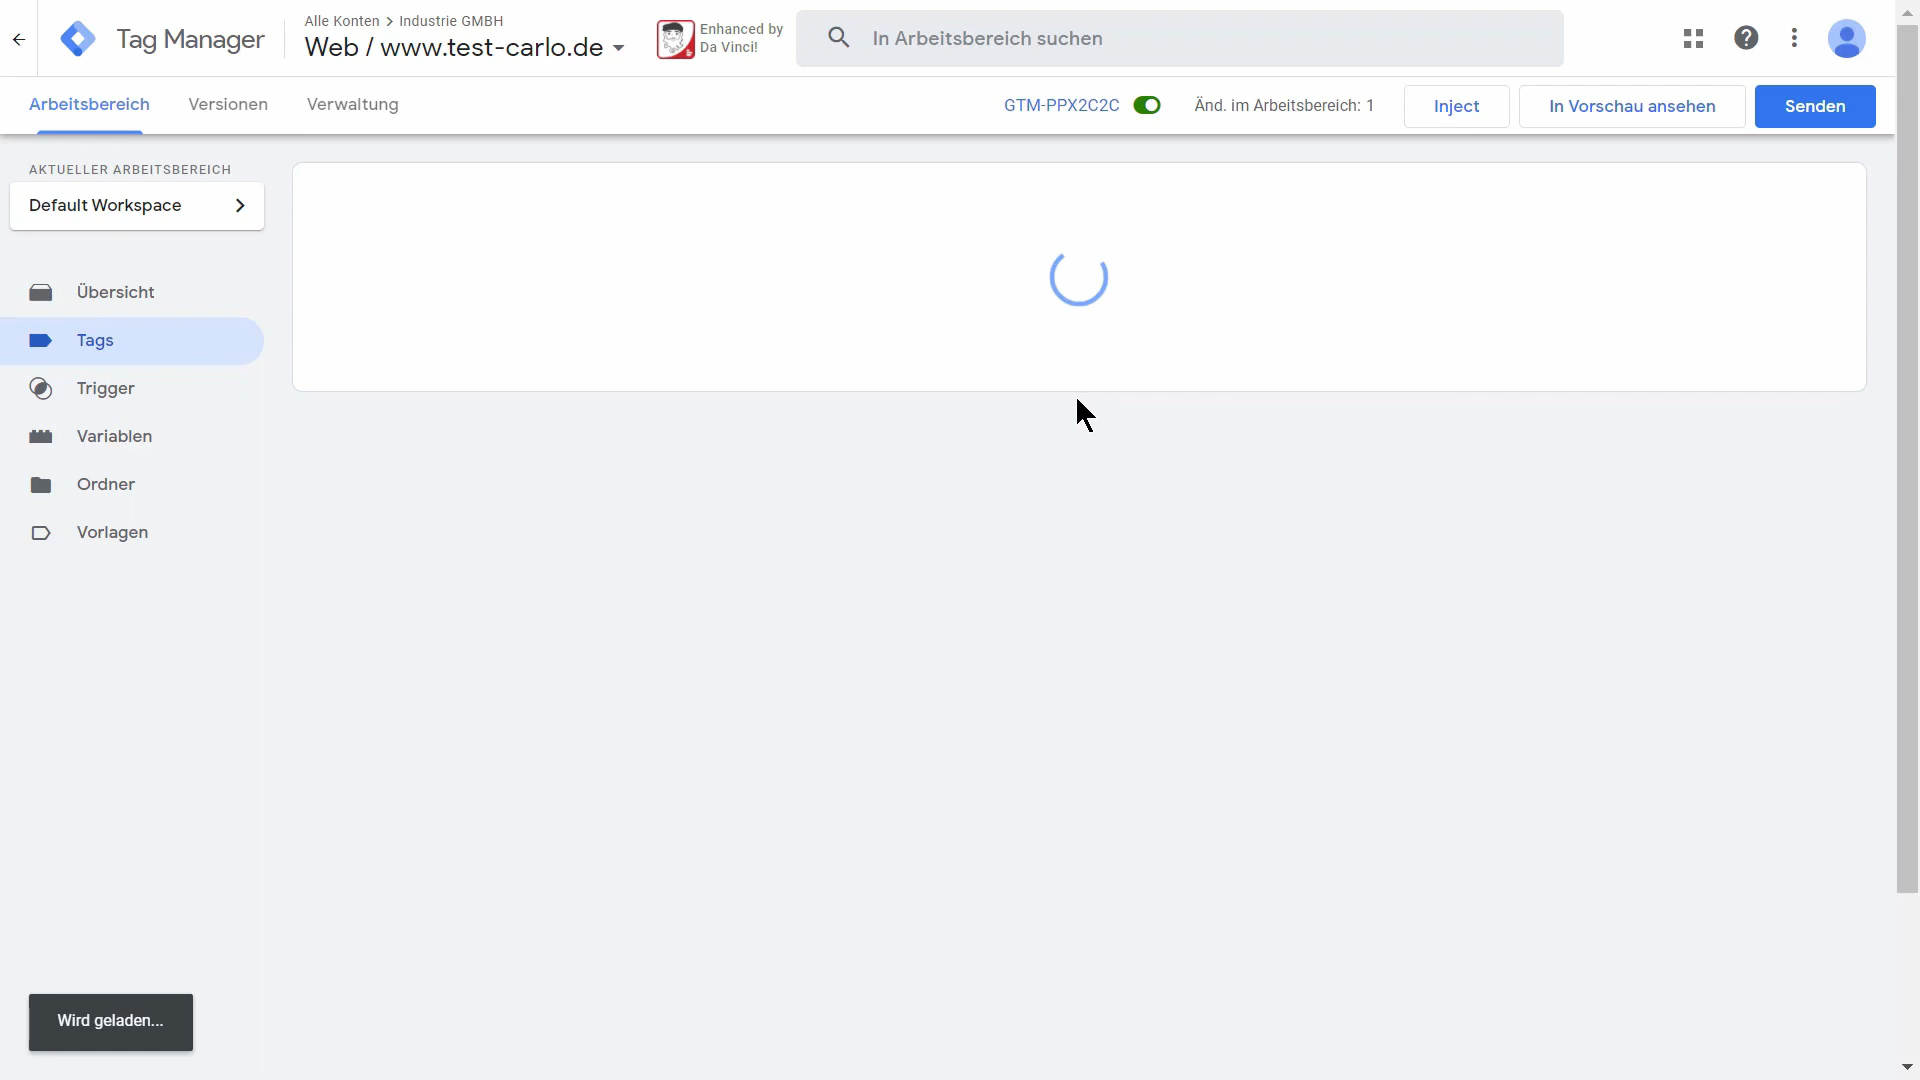 Alle Konten > Industrie GMBH
Tag Manager
Web / www.test-carlo.de
Enhanced by
Da Vinci!
In Arbeitsbereich suchen
Arbeitsbereich
Versionen
Verwaltung
GTM-PPX2C2C
Änd. im Arbeitsbereich: 1
Inject
In Vorschau ansehen
Senden
AKTUELLER ARBEITSBEREICH
Default Workspace
Übersicht
Tags
Trigger
Variablen
Ordner
Vorlagen
Wird geladen...